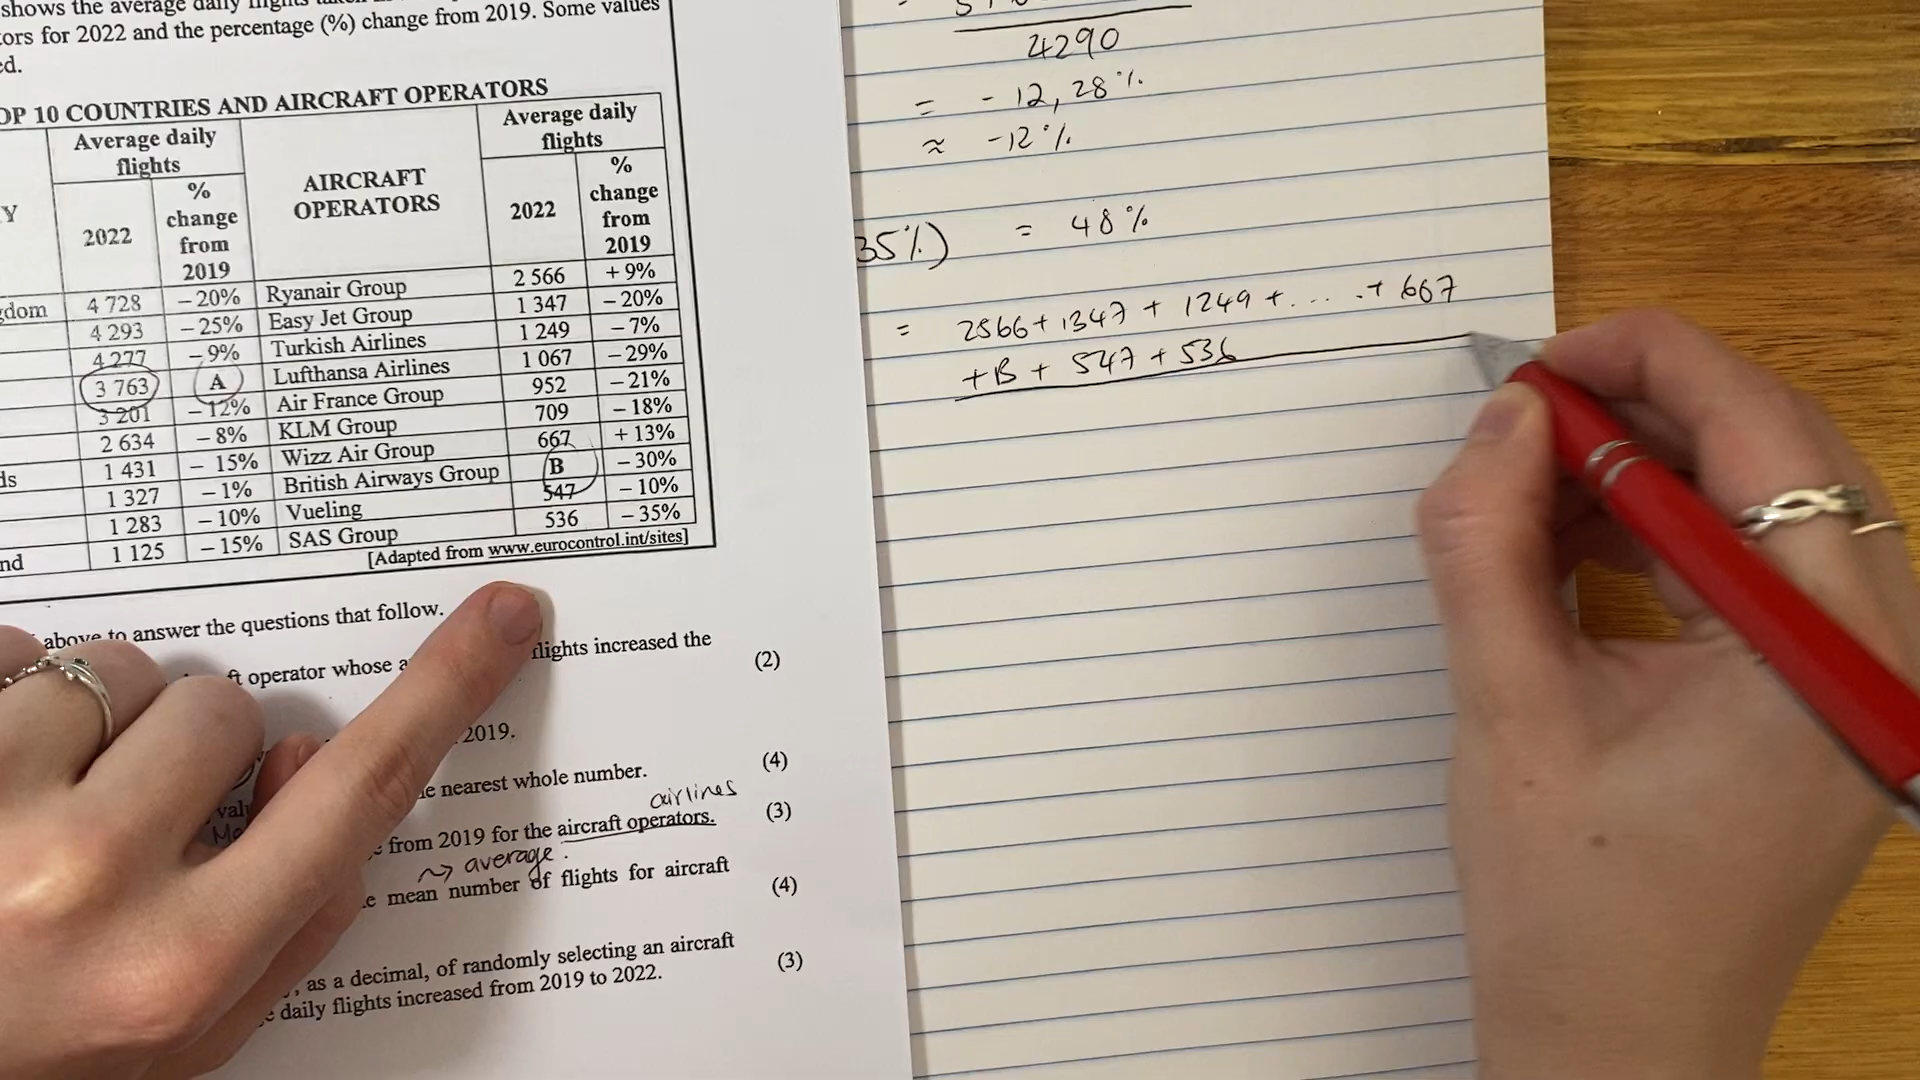 shows the average daily flights taken
ors for 2022 and the percentage (%) change from 2019. Some values
ed.
OP 10 COUNTRIES AND AIRCRAFT OPERATORS
Y Average daily flights AIRCRAFT OPERATORS Average daily flights
2022 % change from 2019 2022 % change from 2019
gdom 4 728 – 20% Ryanair Group 2 566 + 9%
4 293 – 25% Easy Jet Group 1 347 – 20%
4 277 – 9% Turkish Airlines 1 249 – 7%
3 763 A Lufthansa Airlines 1 067 – 29%
3 201 – 12% Air France Group 952 – 21%
2 634 – 8% KLM Group 709 – 18%
ds 1 431 – 15% Wizz Air Group 667 + 13%
1 327 – 1% British Airways Group B – 30%
1 283 – 10% Vueling 547 – 10%
nd 1 125 – 15% SAS Group 536 – 35%
[Adapted from www.eurocontrol.int/sites]
above to answer the questions that follow.
ft operator whose a flights increased the (2)
2019.
e nearest whole number. (4)
airlines
e from 2019 for the aircraft operators. (3)
⤳ average.
e mean number of flights for aircraft
(4)
, as a decimal, of randomly selecting an aircraft
e daily flights increased from 2019 to 2022. (3)
4290
= - 12,28%
≈ -12%
35%) = 48%
= 2566 + 1347 + 1249 + ..... + 667
+ B + 547 + 536